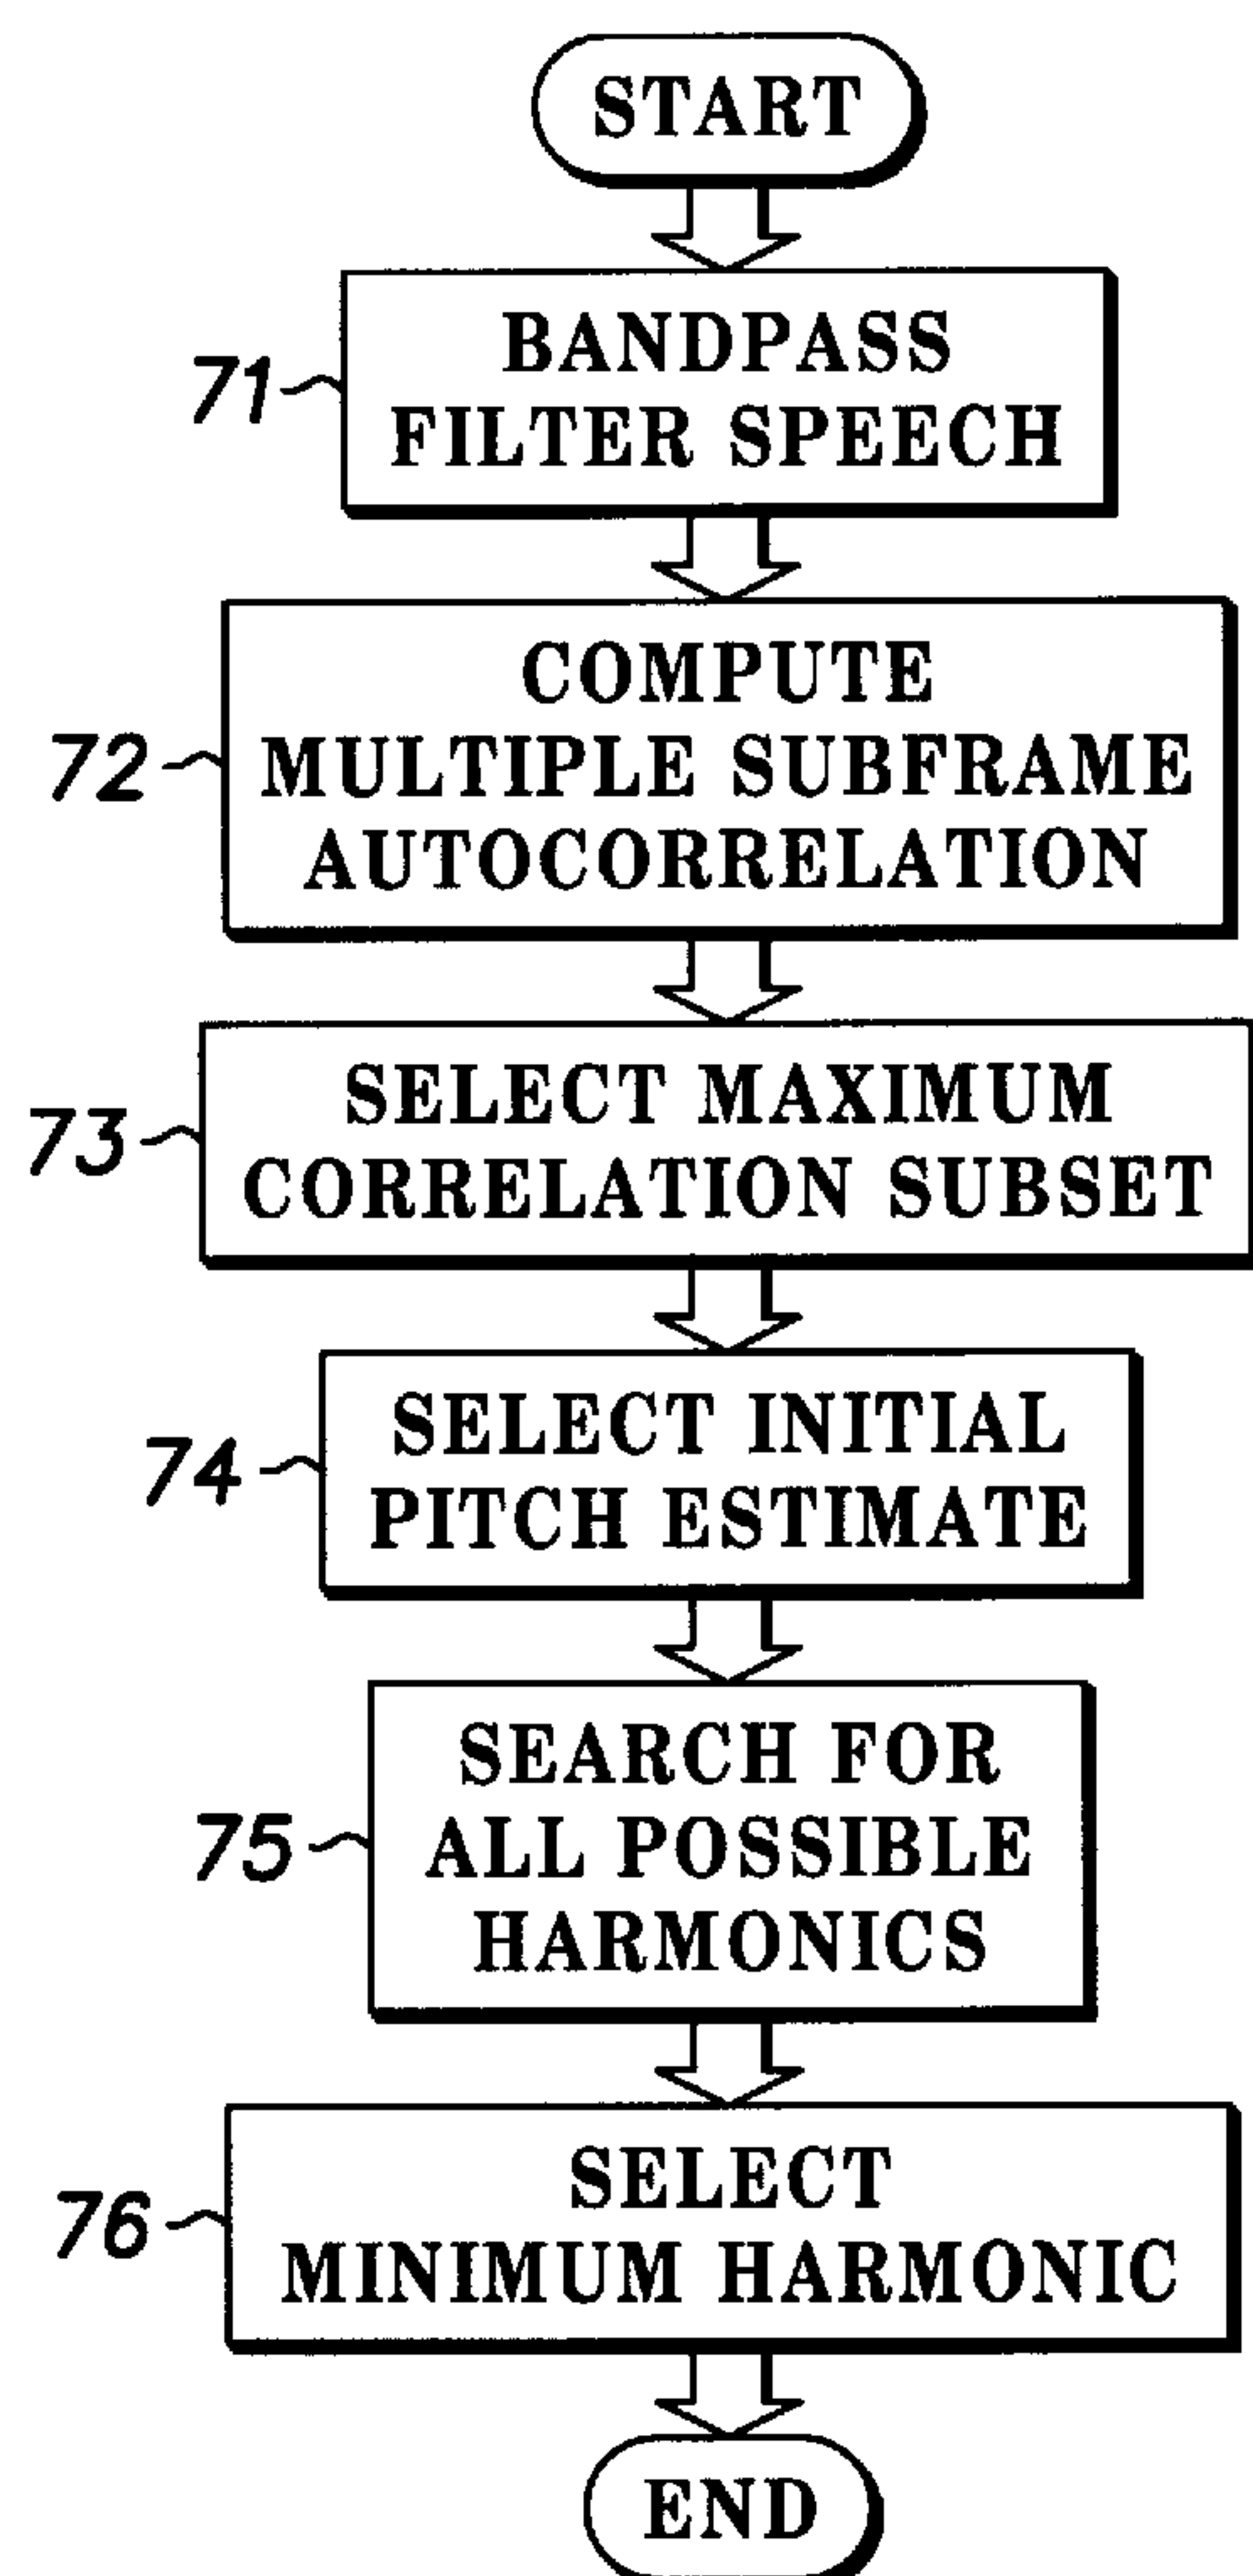 START
71
BANDPASS
FILTER SPEECH
72
COMPUTE
MULTIPLE SUBFRAME
AUTOCORRELATION
73
SELECT MAXIMUM
CORRELATION SUBSET
74
SELECT INITIAL
PITCH ESTIMATE
75
SEARCH FOR
ALL POSSIBLE
HARMONICS
76
SELECT
MINIMUM HARMONIC
END